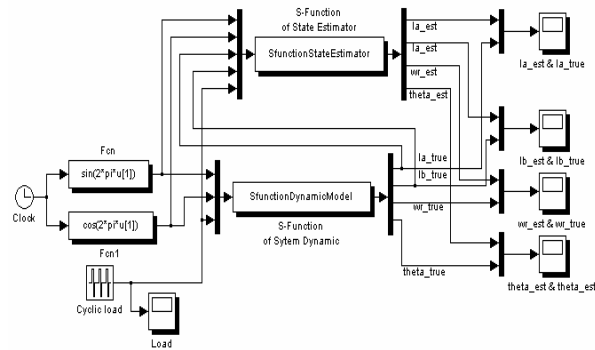 S-Function
of State Estimator
SfunctionStateEstimator
Ia_est
Ia_est
wr_est
theta_est
Ia_est & Ia_true
Ib_est & Ib_true
Ia_true
Ib_true
wr_true
wr_est & wr_true
theta_true
theta_est & theta_est
Fcn
sin(2*pi*u[1])
Clock
cos(2*pi*u[1])
Fcn1
SfunctionDynamicModel
S-Function
of Sytem Dynamic
Cyclic load
Load